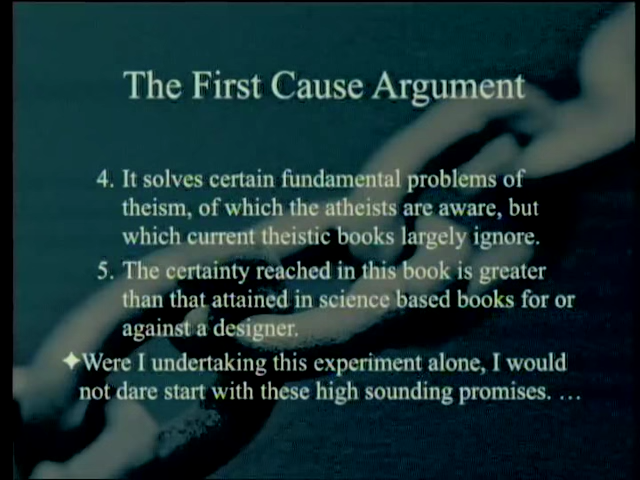 The First Cause Argument
4. It solves certain fundamental problems of
theism, of which the atheists are aware, but
which current theistic books largely ignore.
5. The certainty reached in this book is greater
than that attained in science based books for or
against a designer.
✦Were I undertaking this experiment alone, I would
not dare start with these high sounding promises. …